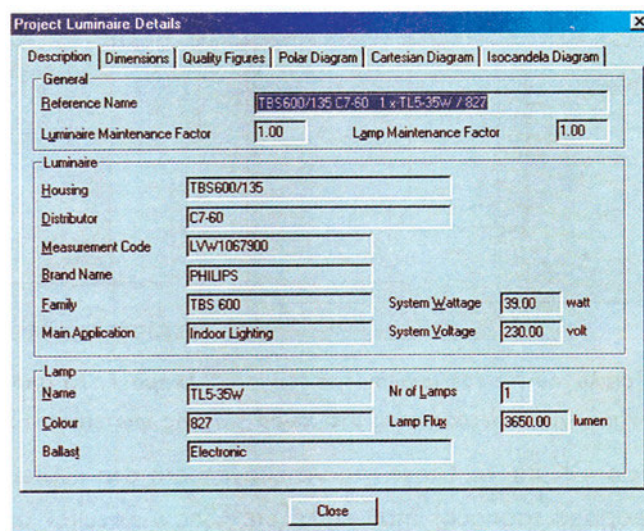 Project Luminaire Details
Description Dimensions Quality Figures Polar Diagram Cartesian Diagram Isocandela Diagram
General
Reference Name TBS600/135 C7-60 1 x TL5-35W / 827
Luminaire Maintenance Factor 1.00 Lamp Maintenance Factor 1.00
Luminaire
Housing TBS600/135
Distributor C7-60
Measurement Code LVW1067900
Brand Name PHILIPS
Family TBS 600 System Wattage 39.00 watt
Main Application Indoor Lighting System Voltage 230.00 volt
Lamp
Name TL5-35W Nr of Lamps 1
Colour 827 Lamp Flux 3650.00 lumen
Ballast Electronic
Close